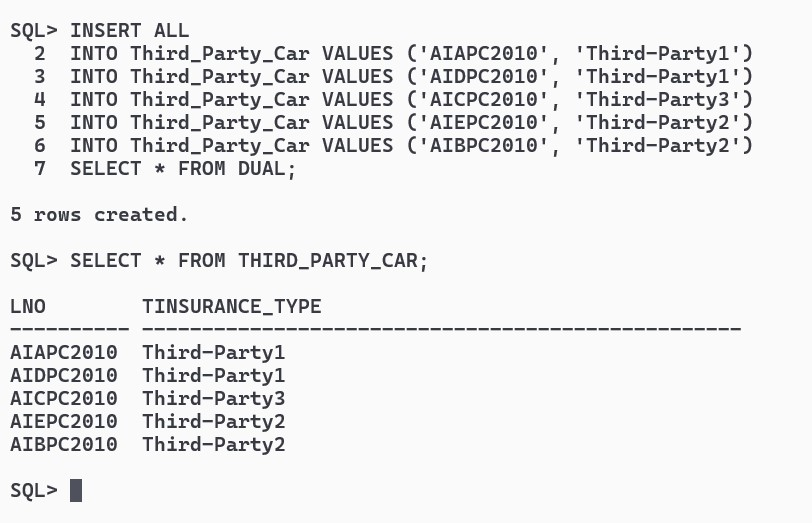 SQL> INSERT ALL
  2  INTO Third_Party_Car VALUES ('AIAPC2010', 'Third-Party1')
  3  INTO Third_Party_Car VALUES ('AIDPC2010', 'Third-Party1')
  4  INTO Third_Party_Car VALUES ('AICPC2010', 'Third-Party3')
  5  INTO Third_Party_Car VALUES ('AIEPC2010', 'Third-Party2')
  6  INTO Third_Party_Car VALUES ('AIBPC2010', 'Third-Party2')
  7  SELECT * FROM DUAL;

5 rows created.

SQL> SELECT * FROM THIRD_PARTY_CAR;

LNO        TINSURANCE_TYPE
---------- --------------------------------------------------
AIAPC2010  Third-Party1
AIDPC2010  Third-Party1
AICPC2010  Third-Party3
AIEPC2010  Third-Party2
AIBPC2010  Third-Party2

SQL>